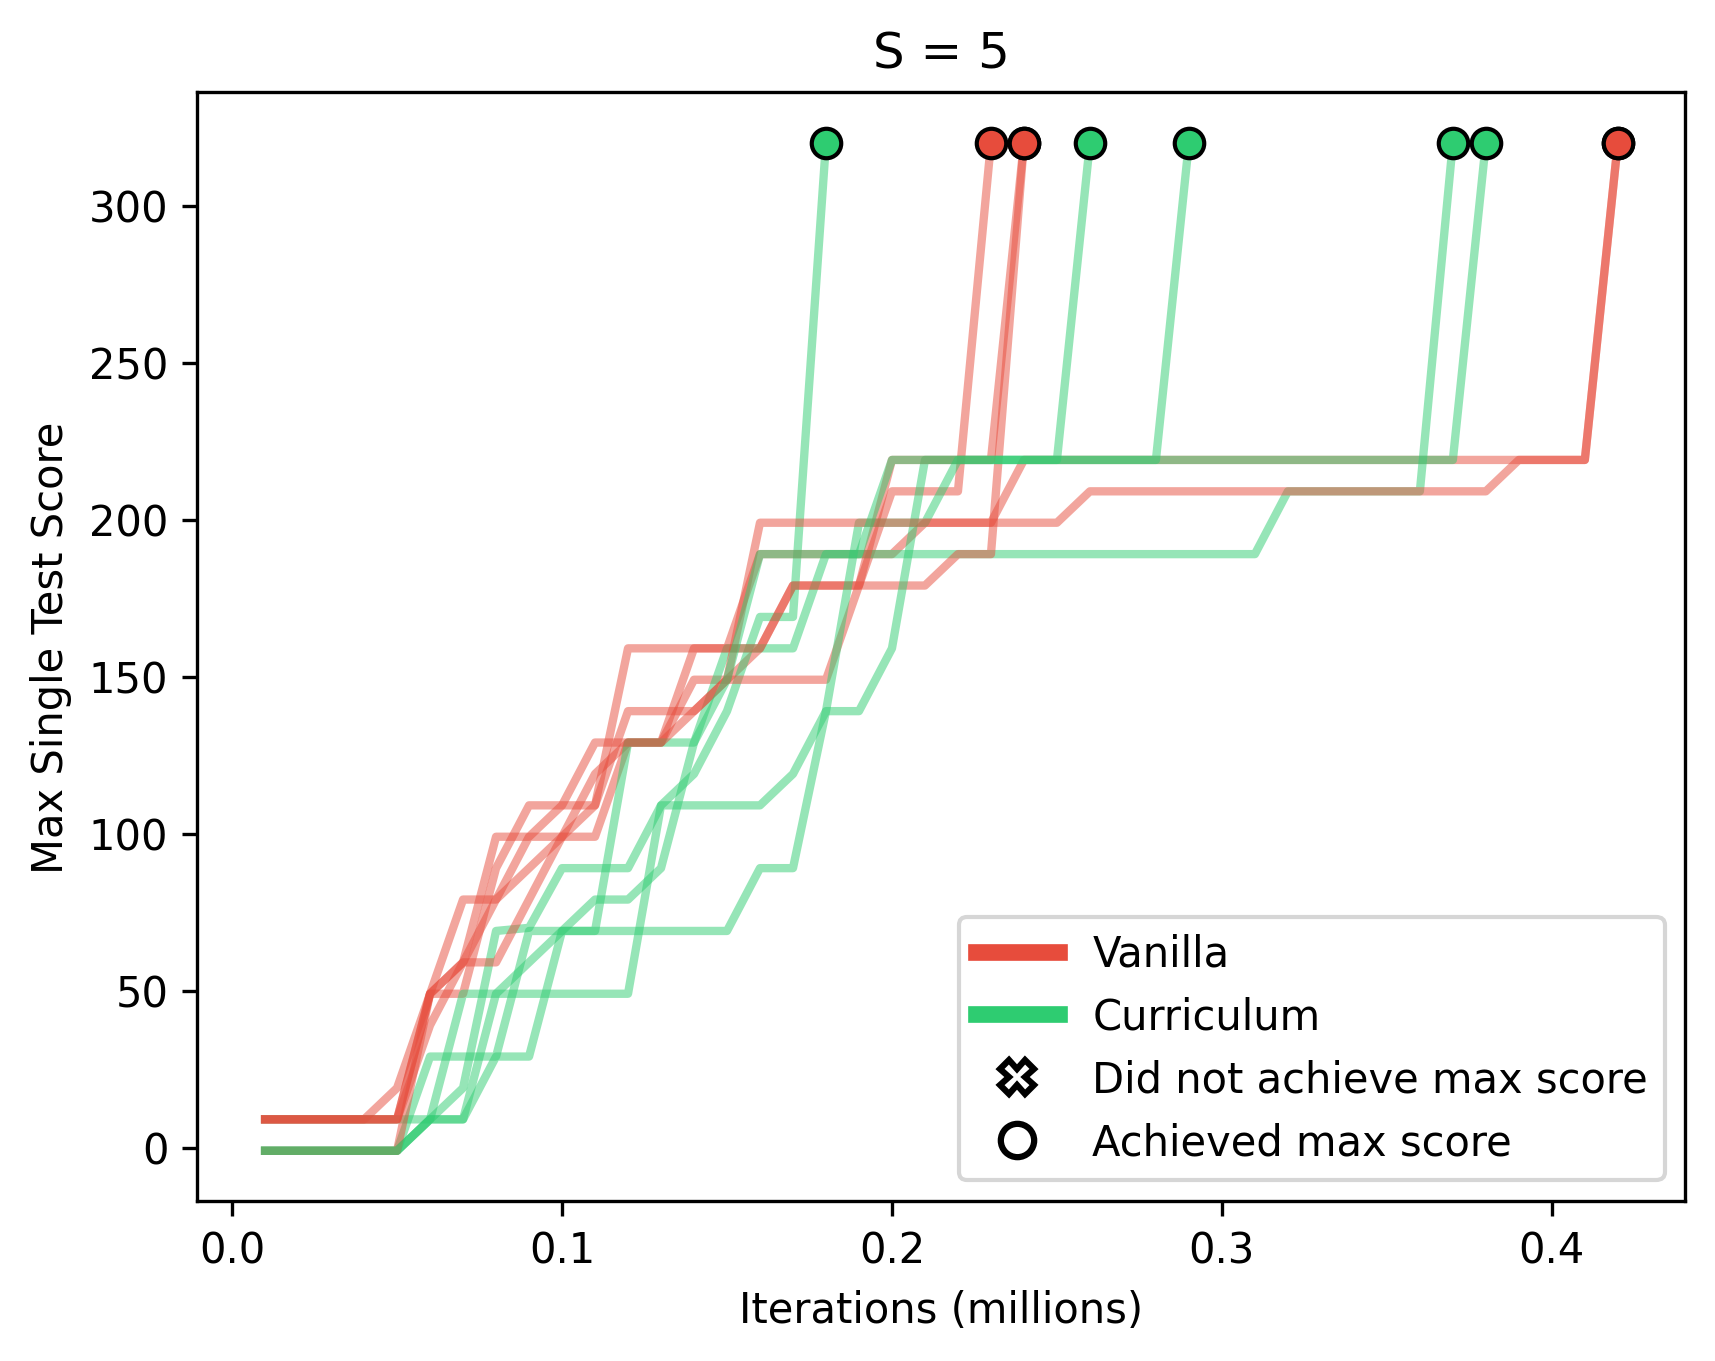 S = 5
Max Single Test Score
300
250
200
150
100
50
0
Vanilla
Curriculum
Did not achieve max score
Achieved max score
0.0
0.1
0.2
0.3
0.4
Iterations (millions)